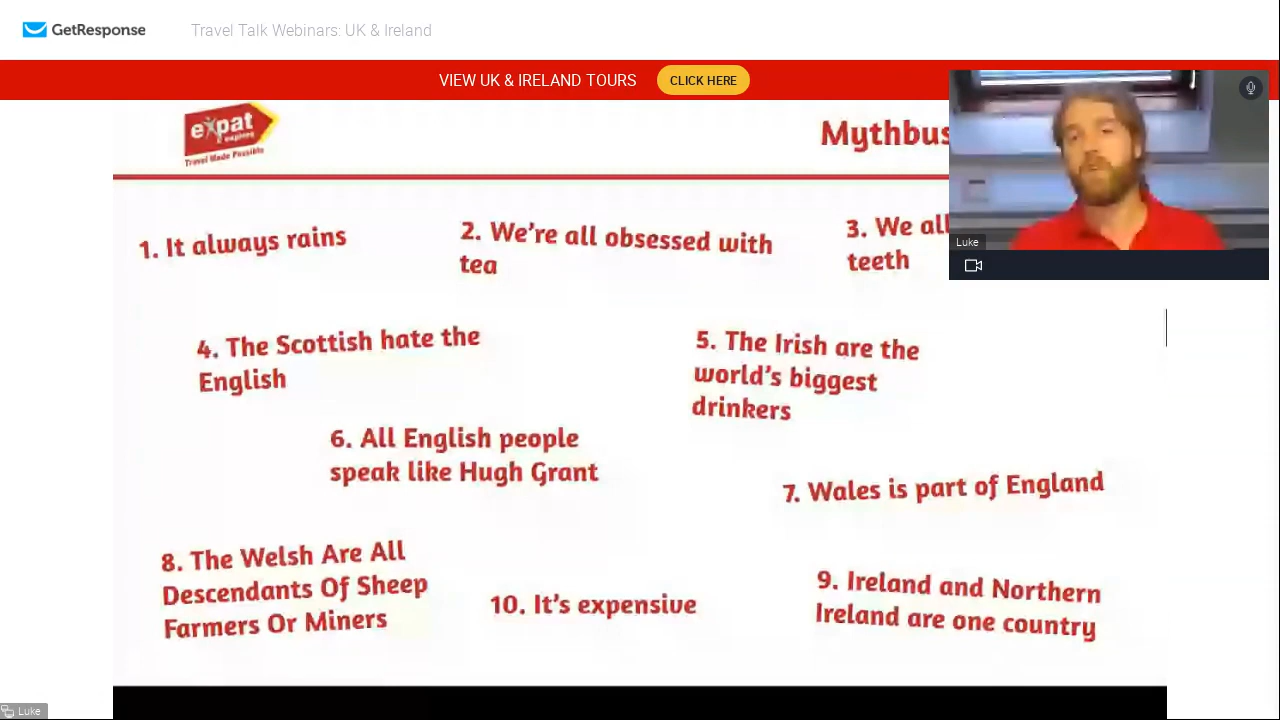 GetResponse
Travel Talk Webinars: UK & Ireland
VIEW UK & IRELAND TOURS
CLICK HERE
expat
explore
Travel Made Possible
Mythbus
Luke
1. It always rains
2. We're all obsessed with
tea
3. We all
teeth
4. The Scottish hate the
English
5. The Irish are the
world's biggest
drinkers
6. All English people
speak like Hugh Grant
7. Wales is part of England
8. The Welsh Are All
Descendants Of Sheep
Farmers Or Miners
10. It's expensive
9. Ireland and Northern
Ireland are one country
Luke